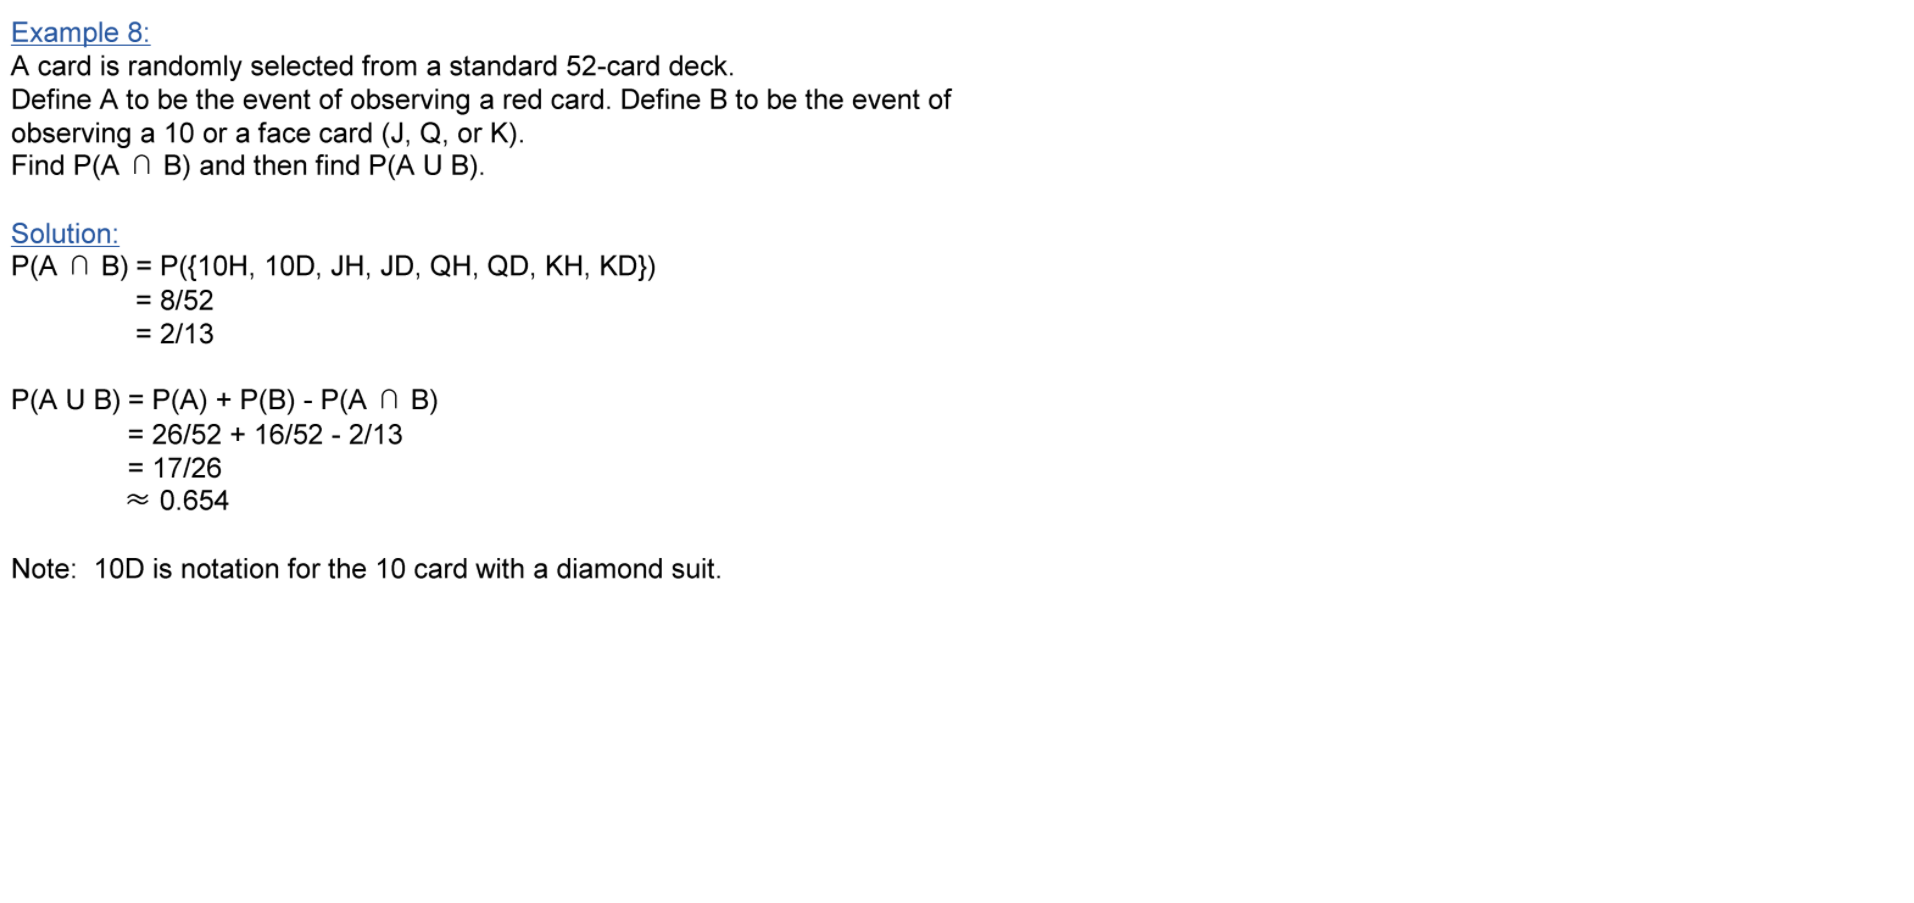 Example 8:
A card is randomly selected from a standard 52-card deck.
Define A to be the event of observing a red card. Define B to be the event of
observing a 10 or a face card (J, Q, or K).
Find P(A ∩ B) and then find P(A U B).
Solution:
P(A ∩ B) = P({10H, 10D, JH, JD, QH, QD, KH, KD})
= 8/52
= 2/13
P(A U B) = P(A) + P(B) - P(A ∩ B)
= 26/52 + 16/52 - 2/13
= 17/26
≈ 0.654
Note: 10D is notation for the 10 card with a diamond suit.